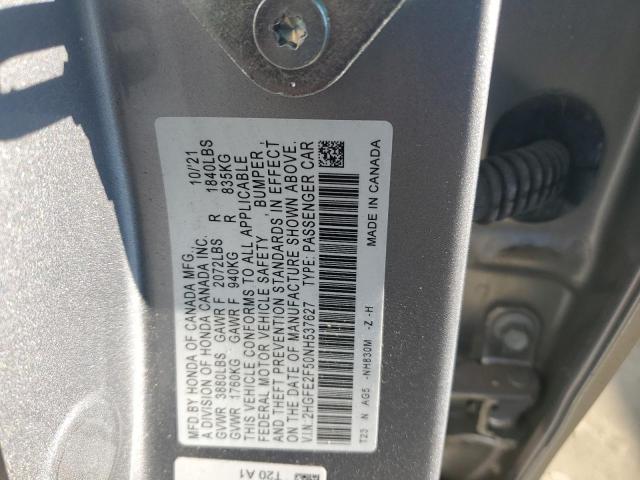 MFD BY HONDA OF CANADA MFG. 10/21
A DIVISION OF HONDA CANADA INC.
GVWR 3880LBS GAWR F 2072LBS R 1840LBS
GVWR 1760KG GAWR F 940KG R 835KG
THIS VEHICLE CONFORMS TO ALL APPLICABLE
FEDERAL MOTOR VEHICLE SAFETY, BUMPER,
AND THEFT PREVENTION STANDARDS IN EFFECT
ON THE DATE OF MANUFACTURE SHOWN ABOVE.
V.I.N. 2HGFE2F50NH537627 TYPE: PASSENGER CAR
T23 N AG5 -NH830M -Z -H
MADE IN CANADA
T20 A1